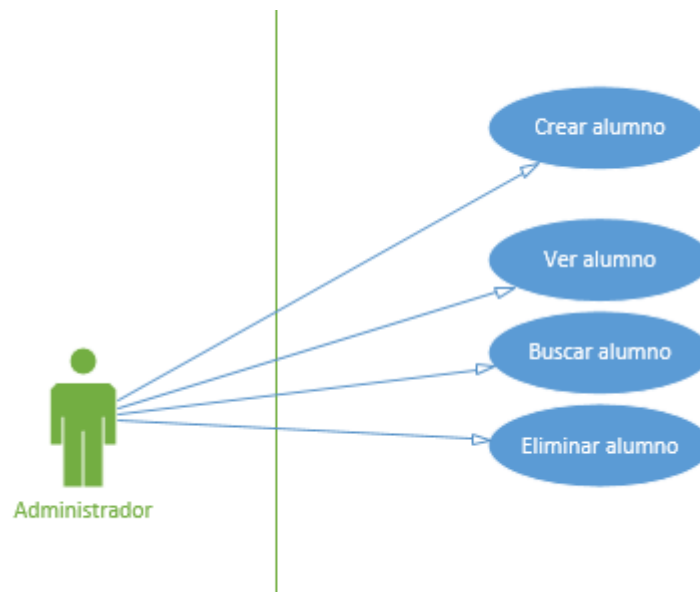 Crear alumno
Ver alumno
Buscar alumno
Eliminar alumno
Administrador